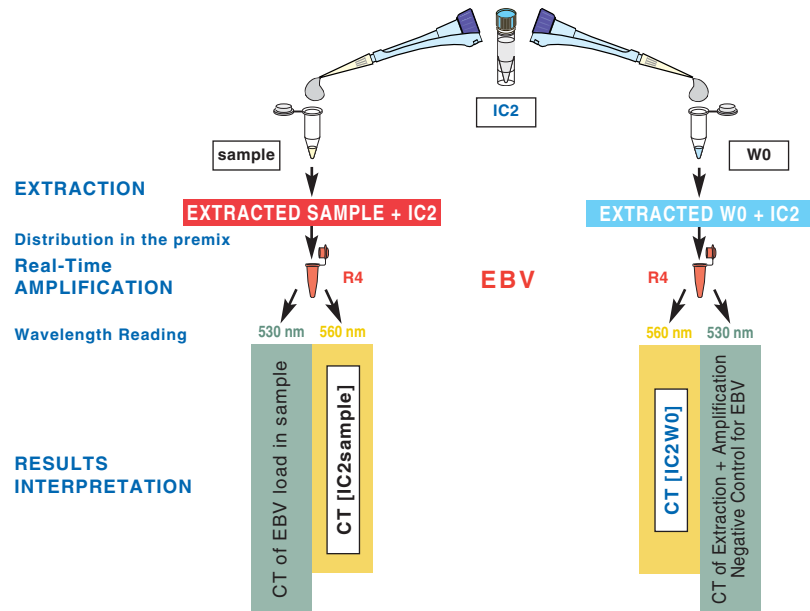 IC2
sample
W0
EXTRACTION
EXTRACTED SAMPLE + IC2
EXTRACTED W0 + IC2
Distribution in the premix
Real-Time
AMPLIFICATION
R4
EBV
R4
Wavelength Reading
530 nm
560 nm
560 nm
530 nm
CT of EBV load in sample
CT [IC2sample]
CT [IC2W0]
CT of Extraction + Amplification
Negative Control for EBV
RESULTS
INTERPRETATION